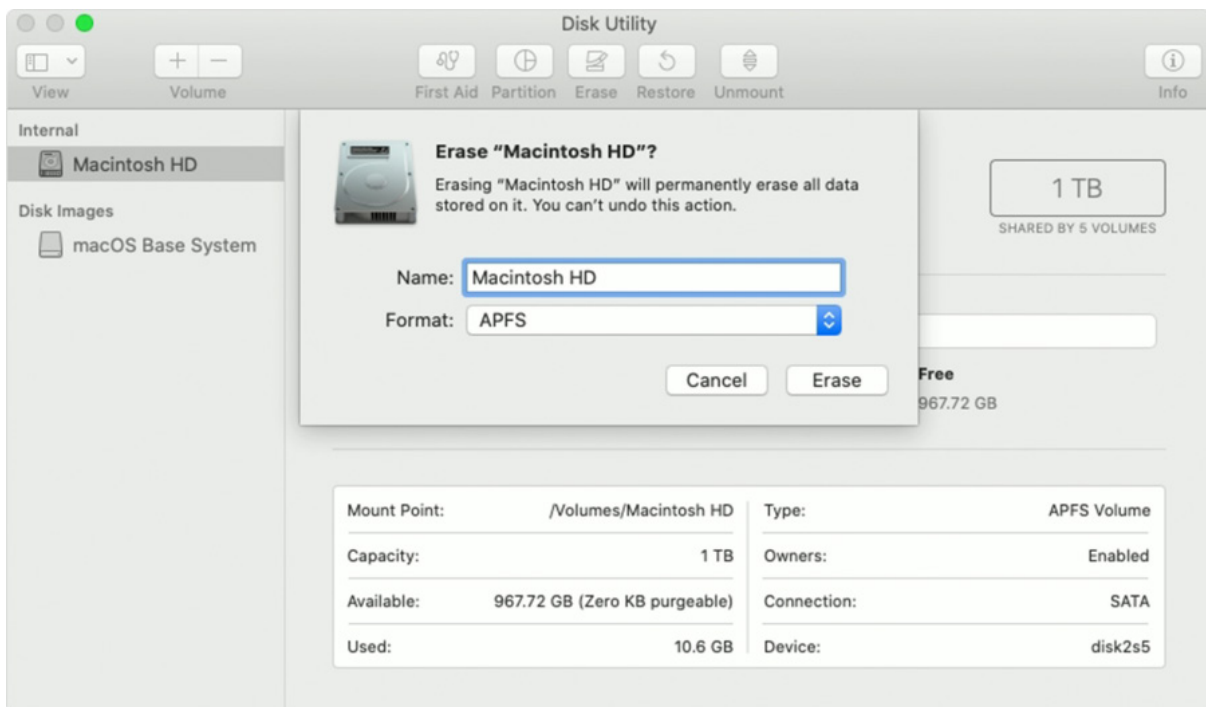 Disk Utility
View
Volume
First Aid
Partition
Erase
Restore
Unmount
Info
Internal
Macintosh HD
Disk Images
macOS Base System
Erase “Macintosh HD”?
Erasing “Macintosh HD” will permanently erase all data
stored on it. You can’t undo this action.
Name: Macintosh HD
Format: APFS
Cancel Erase
1 TB
SHARED BY 5 VOLUMES
Free
967.72 GB
Mount Point: /Volumes/Macintosh HD
Capacity: 1 TB
Available: 967.72 GB (Zero KB purgeable)
Used: 10.6 GB
Type: APFS Volume
Owners: Enabled
Connection: SATA
Device: disk2s5